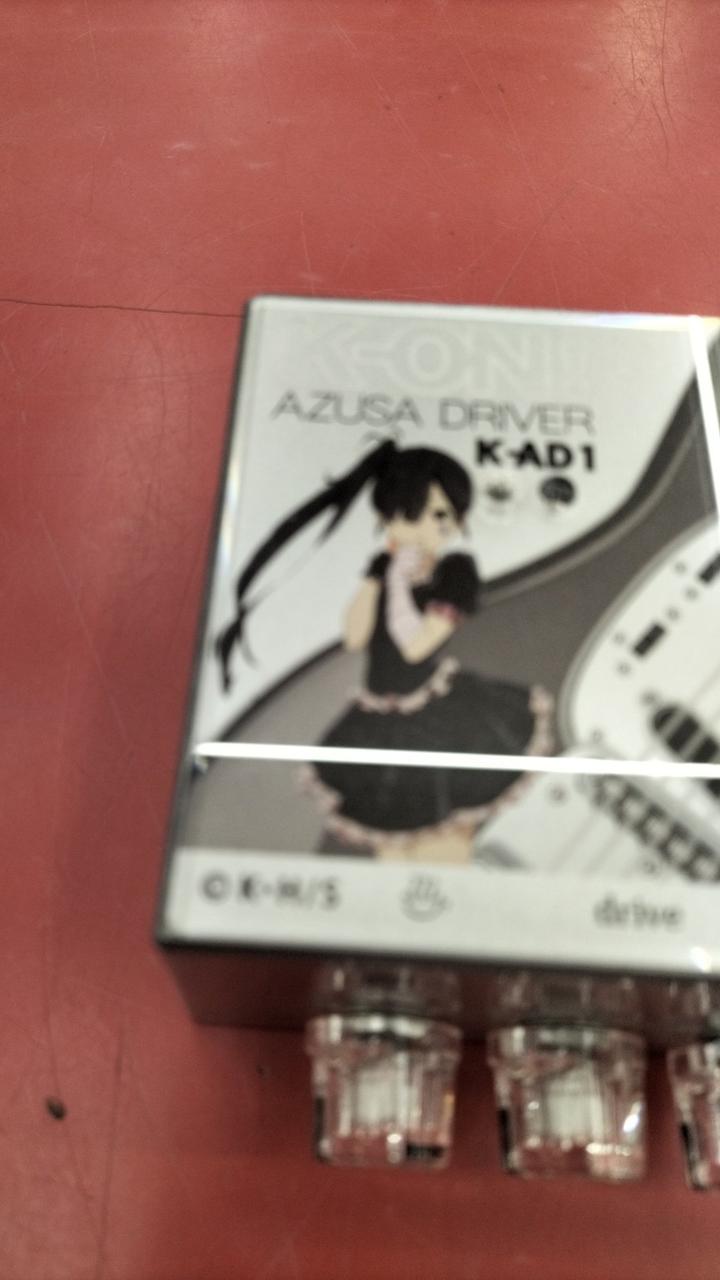 K-ON!
AZUSA DRIVER
K-AD1
©K・H/S
drive